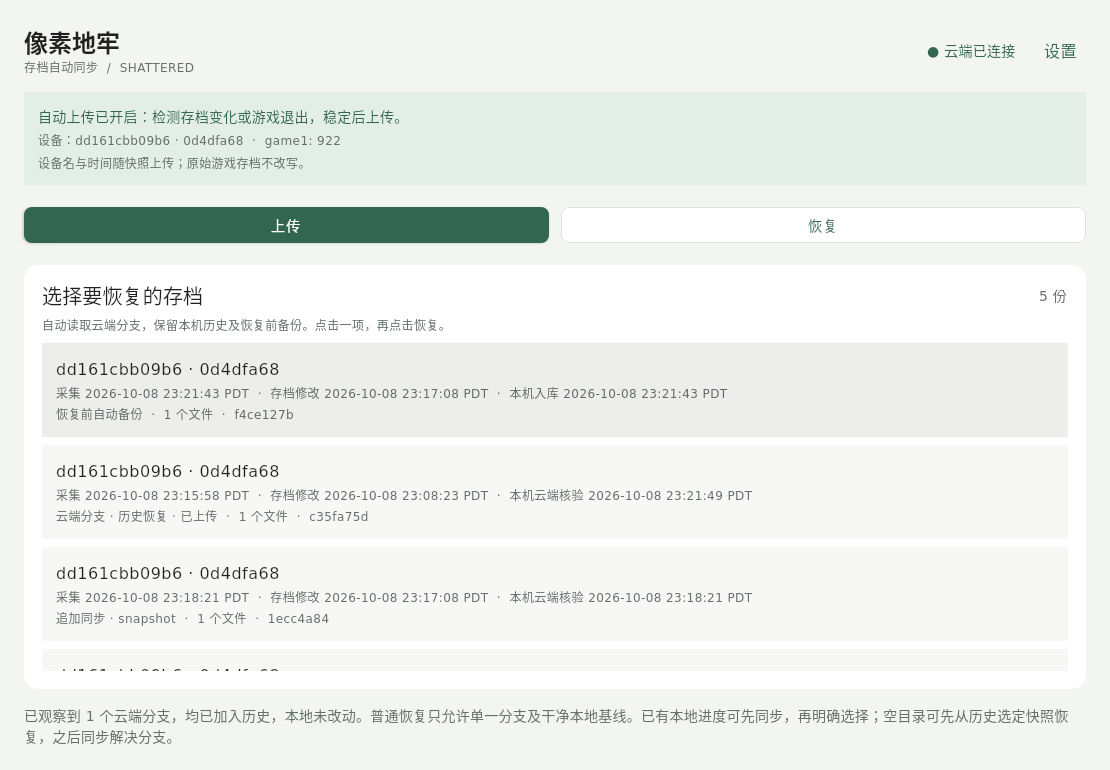 像素地牢
存档自动同步 / SHATTERED
● 云端已连接
设置
自动上传已开启：检测存档变化或游戏退出，稳定后上传。
设备：dd161cbb09b6 · 0d4dfa68 · game1: 922
设备名与时间随快照上传；原始游戏存档不改写。
上传
恢复
选择要恢复的存档
5 份
自动读取云端分支，保留本机历史及恢复前备份。点击一项，再点击恢复。
dd161cbb09b6 · 0d4dfa68
采集 2026-10-08 23:21:43 PDT · 存档修改 2026-10-08 23:17:08 PDT · 本机入库 2026-10-08 23:21:43 PDT
恢复前自动备份 · 1 个文件 · f4ce127b
dd161cbb09b6 · 0d4dfa68
采集 2026-10-08 23:15:58 PDT · 存档修改 2026-10-08 23:08:23 PDT · 本机云端核验 2026-10-08 23:21:49 PDT
云端分支 · 历史恢复 · 已上传 · 1 个文件 · c35fa75d
dd161cbb09b6 · 0d4dfa68
采集 2026-10-08 23:18:21 PDT · 存档修改 2026-10-08 23:17:08 PDT · 本机云端核验 2026-10-08 23:18:21 PDT
追加同步 · snapshot · 1 个文件 · 1ecc4a84
已观察到 1 个云端分支，均已加入历史，本地未改动。普通恢复只允许单一分支及干净本地基线。已有本地进度可先同步，再明确选择；空目录可先从历史选定快照恢
复，之后同步解决分支。